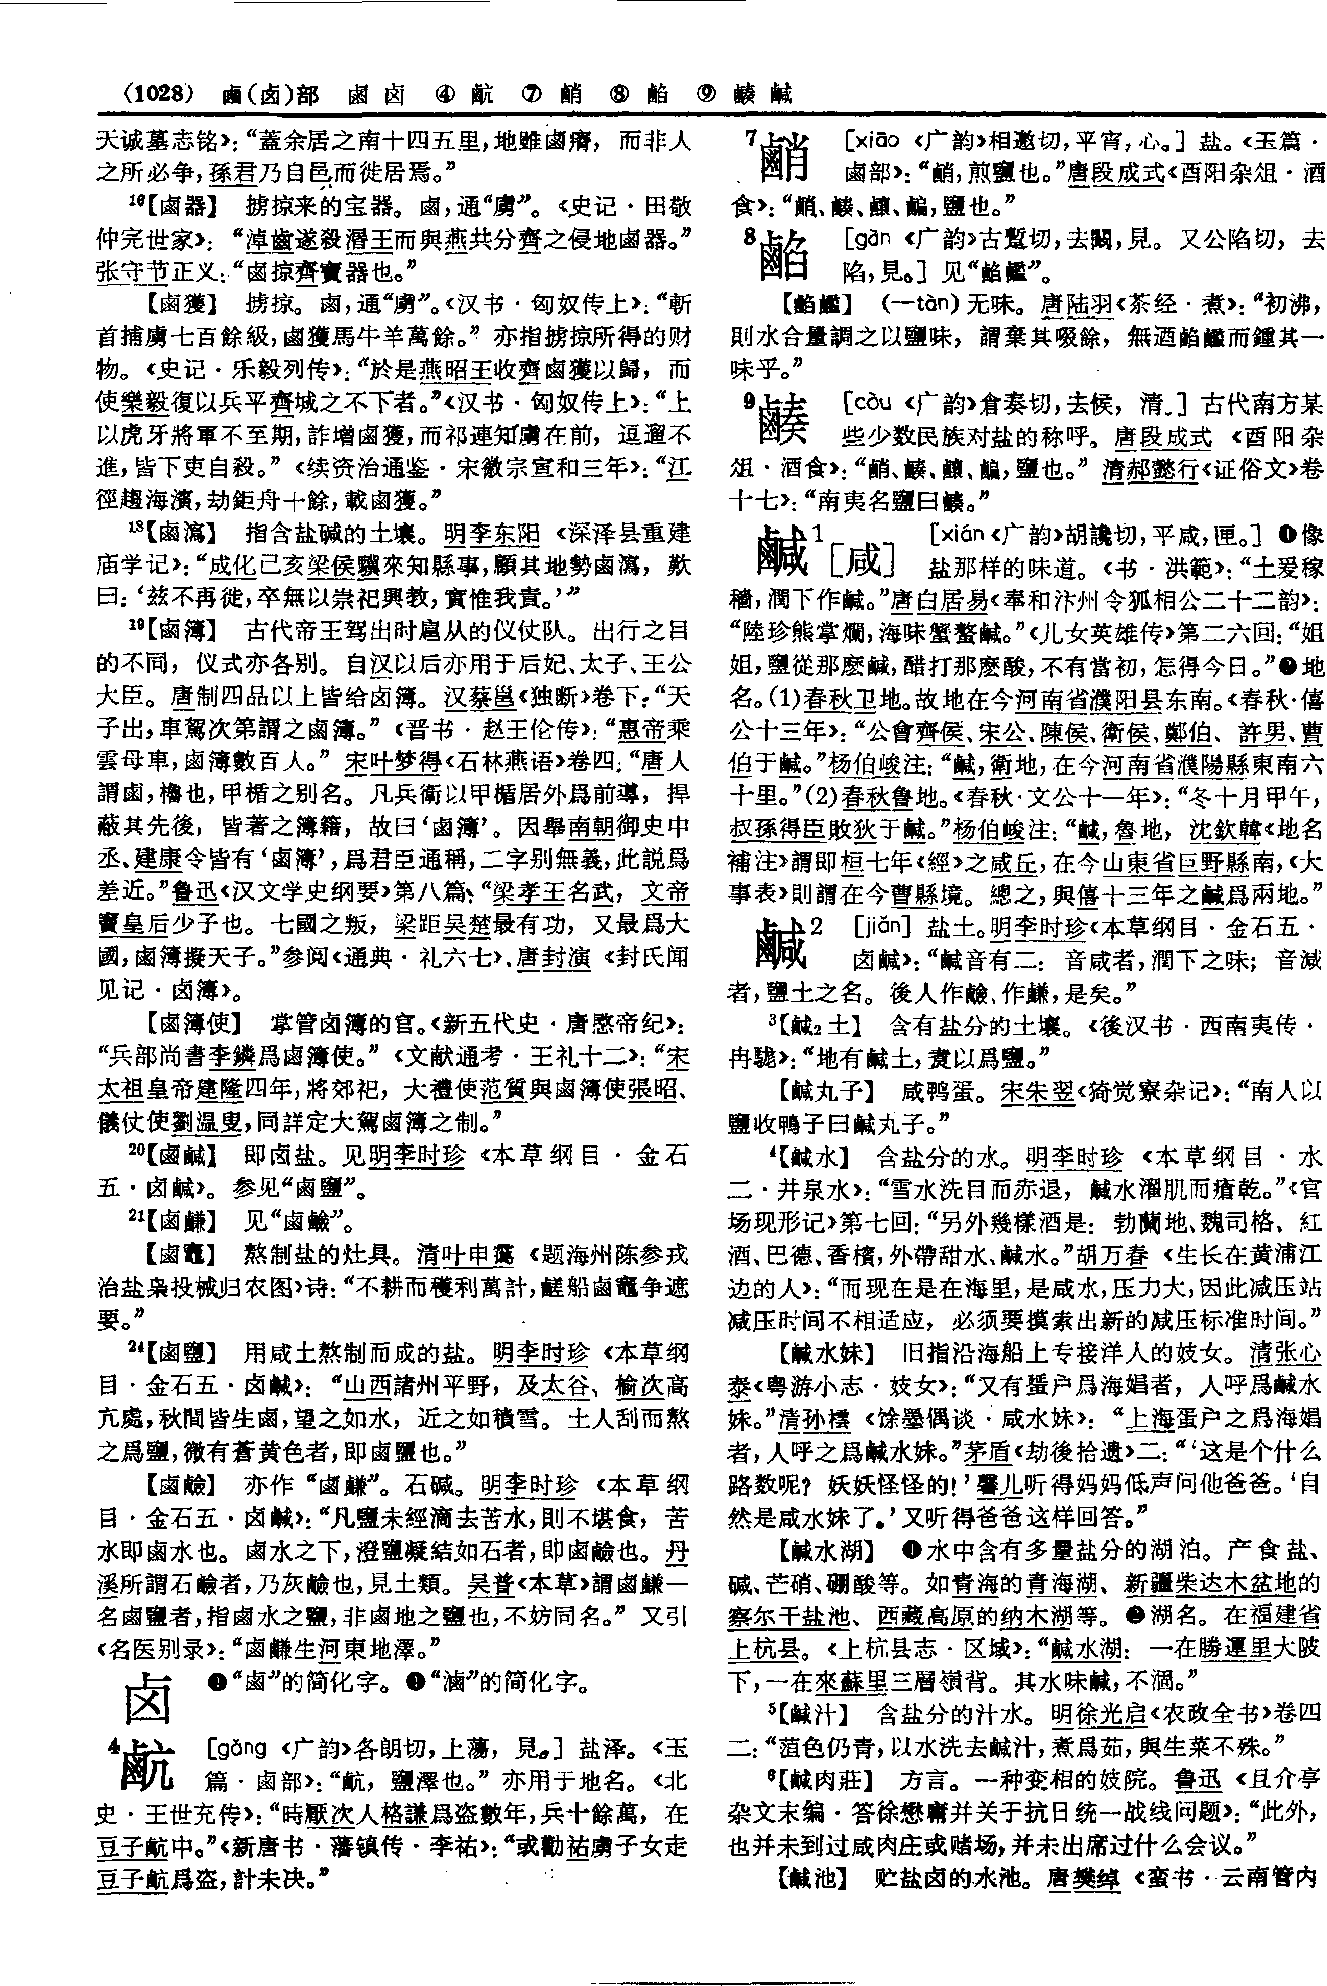 (1028) 鹵(卤)部 鹵 卤 ④ 䴚 ⑦ 䴛 ⑧ 䴞 ⑨ 䴝 鹹
天诚墓志铭》：“蓋余居之南十四五里，地雖鹵瘠，而非人
之所必争，孫君乃自邑而徙居焉。”
16【鹵器】 掳掠来的宝器。鹵，通“虜”。《史记·田敬
仲完世家》：“淖齒遂殺湣王而與燕共分齊之侵地鹵器。”
张守节正义：“鹵掠齊寶器也。”
【鹵獲】 掳掠。鹵，通“虜”。《汉书·匈奴传上》：“斬
首捕虜七百餘級，鹵獲馬牛羊萬餘。”亦指掳掠所得的财
物。《史记·乐毅列传》：“於是燕昭王收齊鹵獲以歸，而
使樂毅復以兵平齊城之不下者。”《汉书·匈奴传上》：“上
以虎牙將軍不至期，詐增鹵獲，而祁連知虜在前，逗遛不
進，皆下吏自殺。”《续资治通鉴·宋徽宗宣和三年》：“江
徑趨海濱，劫鉅舟十餘，載鹵獲。”
18【鹵瀉】 指含盐碱的土壤。明李东阳《深泽县重建
庙学记》：“成化己亥梁侯驥來知縣事，顧其地勢鹵瀉，歎
曰：‘兹不再徙，卒無以崇祀興教，實惟我責。’”
19【鹵簿】 古代帝王驾出时扈从的仪仗队。出行之目
的不同，仪式亦各别。自汉以后亦用于后妃、太子、王公
大臣。唐制四品以上皆给卤簿。汉蔡邕《独断》卷下：“天
子出，車駕次第謂之鹵簿。”《晋书·赵王伦传》：“惠帝乘
雲母車，鹵簿數百人。”宋叶梦得《石林燕语》卷四：“唐人
謂鹵，櫓也，甲楯之别名。凡兵衛以甲楯居外爲前導，捍
蔽其先後，皆著之簿籍，故曰‘鹵簿’。因舉南朝御史中
丞、建康令皆有‘鹵簿’，爲君臣通稱，二字别無義，此説爲
差近。”鲁迅《汉文学史纲要》第八篇：“梁孝王名武，文帝
竇皇后少子也。七國之叛，梁距吴楚最有功，又最爲大
國，鹵簿擬天子。”参阅《通典·礼六七》、唐封演《封氏闻
见记·卤簿》。
【鹵簿使】 掌管卤簿的官。《新五代史·唐愍帝纪》：
“兵部尚書李鏻爲鹵簿使。”《文献通考·王礼十二》：“宋
太祖皇帝建隆四年，將郊祀，大禮使范質與鹵簿使張昭、
儀仗使劉温叟，同詳定大駕鹵簿之制。”
20【鹵鹹】 即卤盐。见明李时珍《本草纲目·金石
五·卤鹹》。参见“鹵鹽”。
21【鹵鹻】 见“鹵鹼”。
【鹵竈】 熬制盐的灶具。清叶申薌《题海州陈参戎
治盐枭投械归农图》诗：“不耕而穫利萬計，艖船鹵竈争遮
要。”
24【鹵鹽】 用咸土熬制而成的盐。明李时珍《本草纲
目·金石五·卤鹹》：“山西諸州平野，及太谷、榆次高
亢處，秋間皆生鹵，望之如水，近之如積雪。土人刮而熬
之爲鹽，微有蒼黄色者，即鹵鹽也。”
【鹵鹼】 亦作“鹵鹻”。石碱。明李时珍《本草纲
目·金石五·卤鹹》：“凡鹽未經滴去苦水，則不堪食，苦
水即鹵水也。鹵水之下，澄鹽凝結如石者，即鹵鹼也。丹
溪所謂石鹼者，乃灰鹼也，見土類。吴普《本草》謂鹵鹻一
名鹵鹽者，指鹵水之鹽，非鹵地之鹽也，不妨同名。”又引
《名医别录》：“鹵鹻生河東地澤。”
卤 ❶“鹵”的简化字。❷“滷”的简化字。
4 䴚 [gǎng 《广韵》各朗切，上蕩，見。] 盐泽。《玉
篇·鹵部》：“䴚，鹽澤也。”亦用于地名。《北
史·王世充传》：“時厭次人格謙爲盗數年，兵十餘萬，在
豆子䴚中。”《新唐书·藩镇传·李祐》：“或勸祐虜子女走
豆子䴚爲盗，計未决。”
7 䴛 [xiāo 《广韵》相邀切，平宵，心。] 盐。《玉篇·
鹵部》：“䴛，煎鹽也。”唐段成式《酉阳杂俎·酒
食》：“䴛、䴝、、，鹽也。”
8 䴞 [gàn 《广韵》古蹔切，去闞，見。又公陷切，去
陷，見。] 见“䴞”。
【䴞】 (—tàn) 无味。唐陆羽《茶经·煮》：“初沸，
則水合量調之以鹽味，謂棄其啜餘，無迺䴞而鍾其一
味乎。”
9 䴝 [còu 《广韵》倉奏切，去候，清。] 古代南方某
些少数民族对盐的称呼。唐段成式《酉阳杂
俎·酒食》：“䴛、䴝、、，鹽也。”清郝懿行《证俗文》卷
十七：“南夷名鹽曰䴝。”
鹹1 [咸] [xián《广韵》胡讒切，平咸，匣。] ❶像
盐那样的味道。《书·洪範》：“土爰稼
穡，潤下作鹹。”唐白居易《奉和汴州令狐相公二十二韵》：
“陸珍熊掌爛，海味蟹螯鹹。”《儿女英雄传》第二六回：“姐
姐，鹽從那麽鹹，醋打那麽酸，不有當初，怎得今日。”❷地
名。(1)春秋卫地。故地在今河南省濮阳县东南。《春秋·僖
公十三年》：“公會齊侯、宋公、陳侯、衛侯、鄭伯、許男、曹
伯于鹹。”杨伯峻注：“鹹，衛地，在今河南省濮陽縣東南六
十里。”(2)春秋鲁地。《春秋·文公十一年》：“冬十月甲午，
叔孫得臣敗狄于鹹。”杨伯峻注：“鹹，魯地，沈欽韓《地名
補注》謂即桓七年《經》之咸丘，在今山東省巨野縣南，《大
事表》則謂在今曹縣境。總之，與僖十三年之鹹爲兩地。”
鹹2 [jiǎn] 盐土。明李时珍《本草纲目·金石五·
卤鹹》：“鹹音有二：音咸者，潤下之味；音減
者，鹽土之名。後人作鹼、作鹻，是矣。”
3【鹹2土】 含有盐分的土壤。《後汉书·西南夷传·
冉駹》：“地有鹹土，煑以爲鹽。”
【鹹丸子】 咸鸭蛋。宋朱翌《猗觉寮杂记》：“南人以
鹽收鴨子曰鹹丸子。”
4【鹹水】 含盐分的水。明李时珍《本草纲目·水
二·井泉水》：“雪水洗目而赤退，鹹水濯肌而瘡乾。”《官
场现形记》第七回：“另外幾樣酒是：勃蘭地、魏司格、紅
酒、巴德、香檳，外帶甜水、鹹水。”胡万春《生长在黄浦江
边的人》：“而现在是在海里，是咸水，压力大，因此减压站
减压时间不相适应，必须要摸索出新的减压标准时间。”
【鹹水妹】 旧指沿海船上专接洋人的妓女。清张心
泰《粤游小志·妓女》：“又有蜑户爲海娼者，人呼爲鹹水
妹。”清孙橒《馀墨偶谈·咸水妹》：“上海蛋户之爲海娼
者，人呼之爲鹹水妹。”茅盾《劫後拾遗》二：“‘这是个什么
路数呢？妖妖怪怪的！’馨儿听得妈妈低声问他爸爸。‘自
然是咸水妹了。’又听得爸爸这样回答。”
【鹹水湖】 ❶水中含有多量盐分的湖泊。产食盐、
碱、芒硝、硼酸等。如青海的青海湖、新疆柴达木盆地的
察尔干盐池、西藏高原的纳木湖等。❷湖名。在福建省
上杭县。《上杭县志·区域》：“鹹水湖：一在勝運里大陂
下，一在來蘇里三層嶺背。其水味鹹，不涸。”
5【鹹汁】 含盐分的汁水。明徐光启《农政全书》卷四
二：“菹色仍青，以水洗去鹹汁，煮爲茹，與生菜不殊。”
6【鹹肉莊】 方言。一种变相的妓院。鲁迅《且介亭
杂文末编·答徐懋庸并关于抗日统一战线问题》：“此外，
也并未到过咸肉庄或赌场，并未出席过什么会议。”
【鹹池】 贮盐卤的水池。唐樊绰《蛮书·云南管内